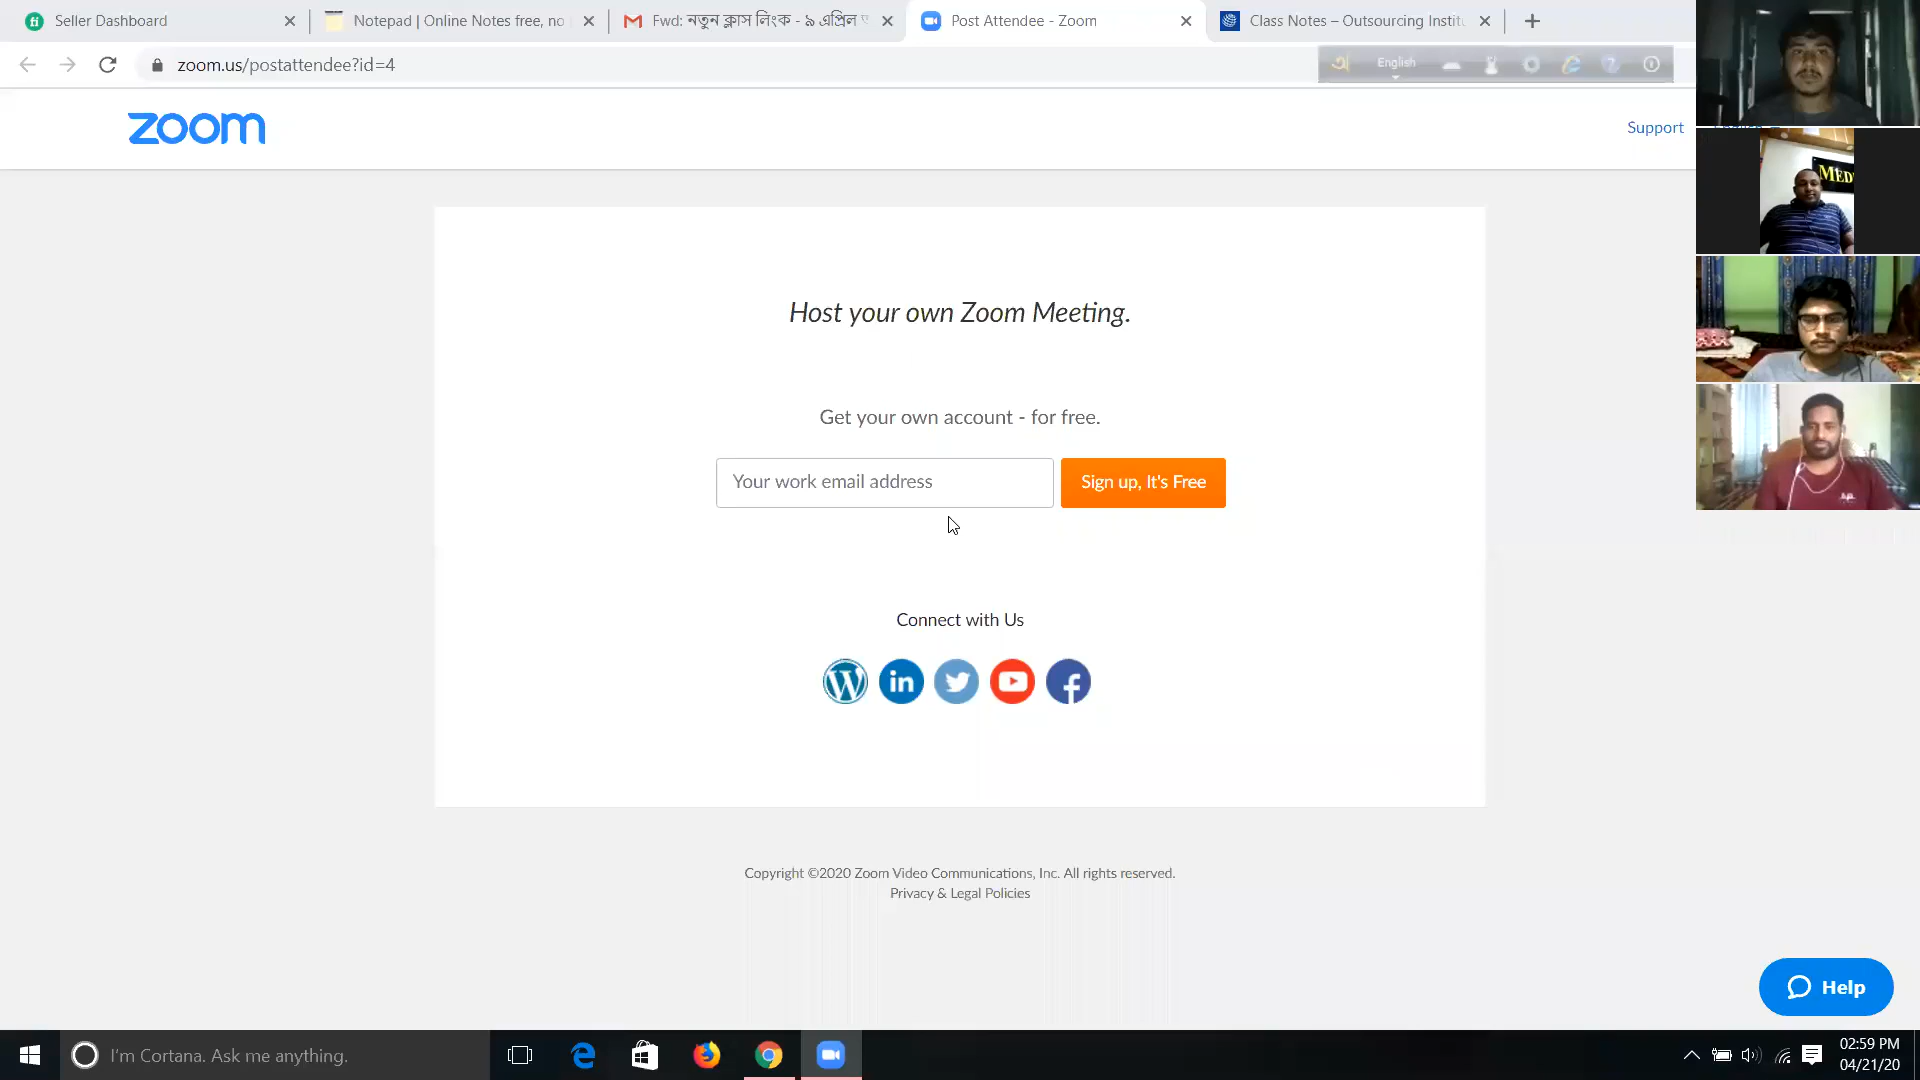 Seller Dashboard
Notepad | Online Notes free, no
Fwd: নতুন ক্লাস লিংক - ৯ এপ্রিল
Post Attendee - Zoom
Class Notes – Outsourcing Institu
zoom.us/postattendee?id=4
English
zoom
Support
MED
Host your own Zoom Meeting.
Get your own account - for free.
Your work email address
Sign up, It's Free
Connect with Us
Copyright ©2020 Zoom Video Communications, Inc. All rights reserved.
Privacy & Legal Policies
Help
I'm Cortana. Ask me anything.
02:59 PM
04/21/20